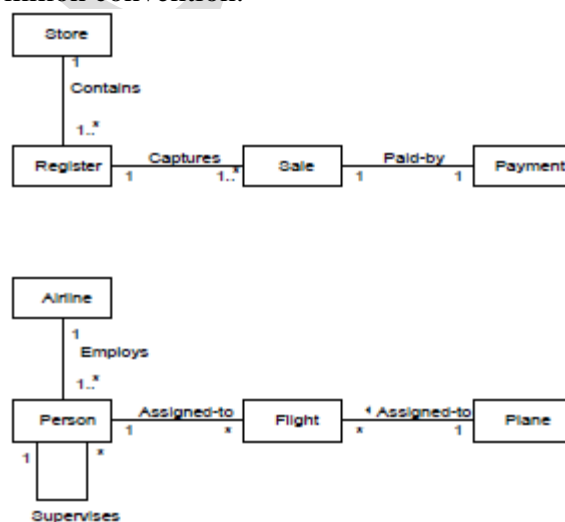 Store
1
Contains
1..*
Register Captures Sale Paid-by Payment
1 1..* 1 1
Airline
1
Employs
1..*
Person Assigned-to Flight Assigned-to Plane
1 * * 1
1 *
Supervises